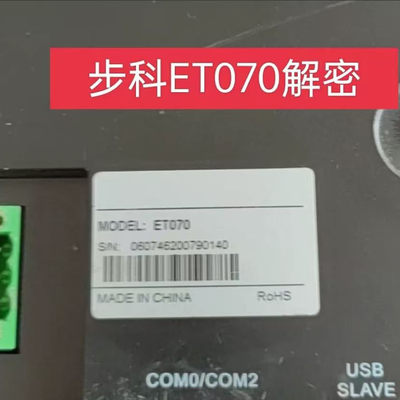 步科ET070解密
MODEL: ET070
S/N: 060746200790140
MADE IN CHINA RoHS
COM0/COM2
USB
SLAVE